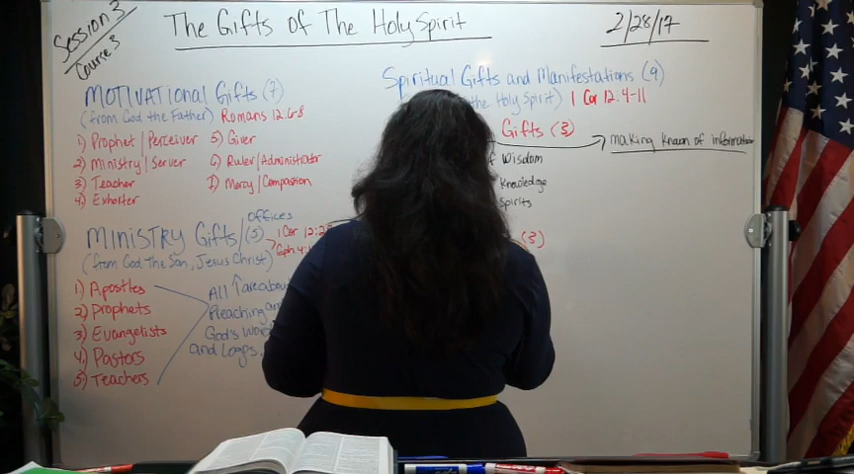 Session 3
Course 3
The Gifts of The Holy Spirit
2/28/17
MOTIVATIONAL Gifts (7)
(from God the Father) Romans 12:6-8
1) Prophet/Perceiver
2) Ministry/Server
3) Teacher
4) Exhorter
5) Giver
6) Ruler/Administrator
7) Mercy/Compassion
MINISTRY Gifts/Offices (5)
1 Cor 12:28
Eph 4:
(from God The Son, Jesus Christ)
1) Apostles
2) Prophets
3) Evangelists
4) Pastors
5) Teachers
All are about
Preaching
God's Word
and
Spiritual Gifts and Manifestations (9)
the Holy Spirit) 1 Cor 12:4-11
Gifts (3)
making known of information
Wisdom
Knowledge
Spirits
(3)